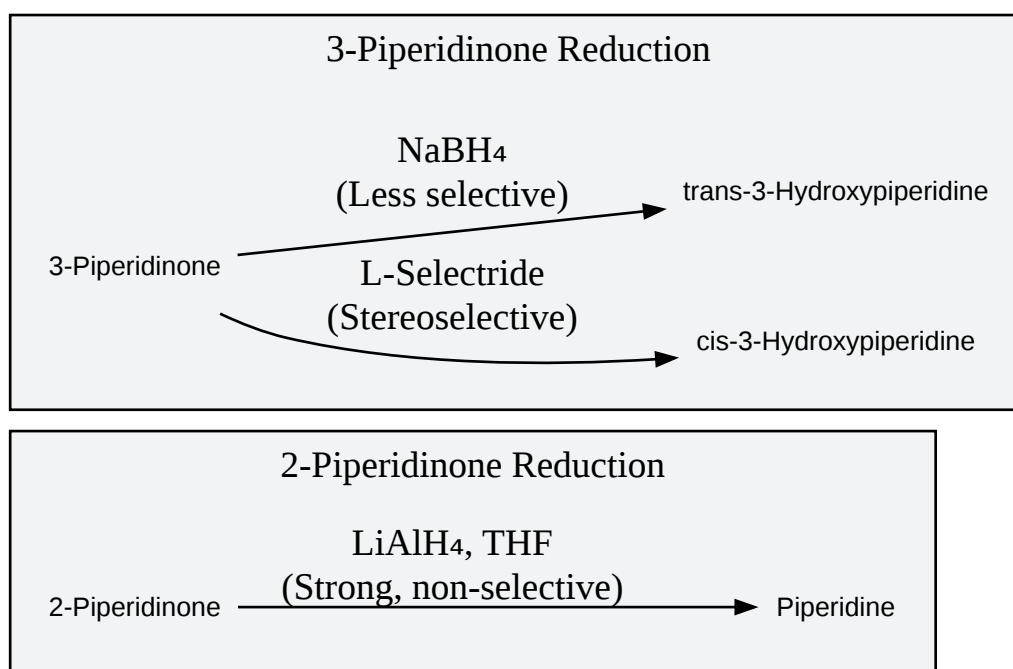 3-Piperidinone Reduction
NaBH₄
(Less selective)
trans-3-Hydroxypiperidine
3-Piperidinone
L-Selectride
(Stereoselective)
cis-3-Hydroxypiperidine
2-Piperidinone Reduction
LiAlH₄, THF
(Strong, non-selective)
2-Piperidinone
Piperidine